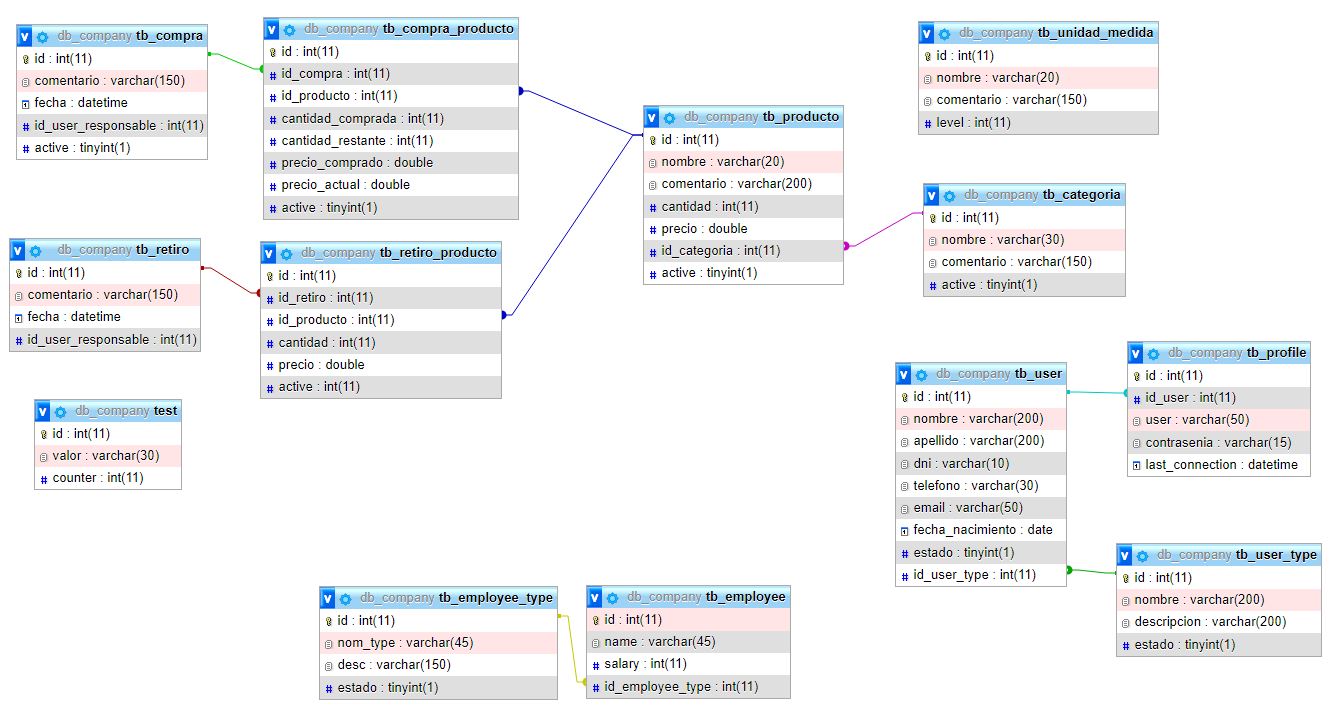 db_company tb_compra
id : int(11)
comentario : varchar(150)
fecha : datetime
id_user_responsable : int(11)
active : tinyint(1)
db_company tb_compra_producto
id : int(11)
id_compra : int(11)
id_producto : int(11)
cantidad_comprada : int(11)
cantidad_restante : int(11)
precio_comprado : double
precio_actual : double
active : tinyint(1)
db_company tb_producto
id : int(11)
nombre : varchar(20)
comentario : varchar(200)
cantidad : int(11)
precio : double
id_categoria : int(11)
active : tinyint(1)
db_company tb_unidad_medida
id : int(11)
nombre : varchar(20)
comentario : varchar(150)
level : int(11)
db_company tb_categoria
id : int(11)
nombre : varchar(30)
comentario : varchar(150)
active : tinyint(1)
db_company tb_retiro
id : int(11)
comentario : varchar(150)
fecha : datetime
id_user_responsable : int(11)
db_company tb_retiro_producto
id : int(11)
id_retiro : int(11)
id_producto : int(11)
cantidad : int(11)
precio : double
active : int(11)
db_company test
id : int(11)
valor : varchar(30)
counter : int(11)
db_company tb_user
id : int(11)
nombre : varchar(200)
apellido : varchar(200)
dni : varchar(10)
telefono : varchar(30)
email : varchar(50)
fecha_nacimiento : date
estado : tinyint(1)
id_user_type : int(11)
db_company tb_profile
id : int(11)
id_user : int(11)
user : varchar(50)
contrasenia : varchar(15)
last_connection : datetime
db_company tb_user_type
id : int(11)
nombre : varchar(200)
descripcion : varchar(200)
estado : tinyint(1)
db_company tb_employee_type
id : int(11)
nom_type : varchar(45)
desc : varchar(150)
estado : tinyint(1)
db_company tb_employee
id : int(11)
name : varchar(45)
salary : int(11)
id_employee_type : int(11)